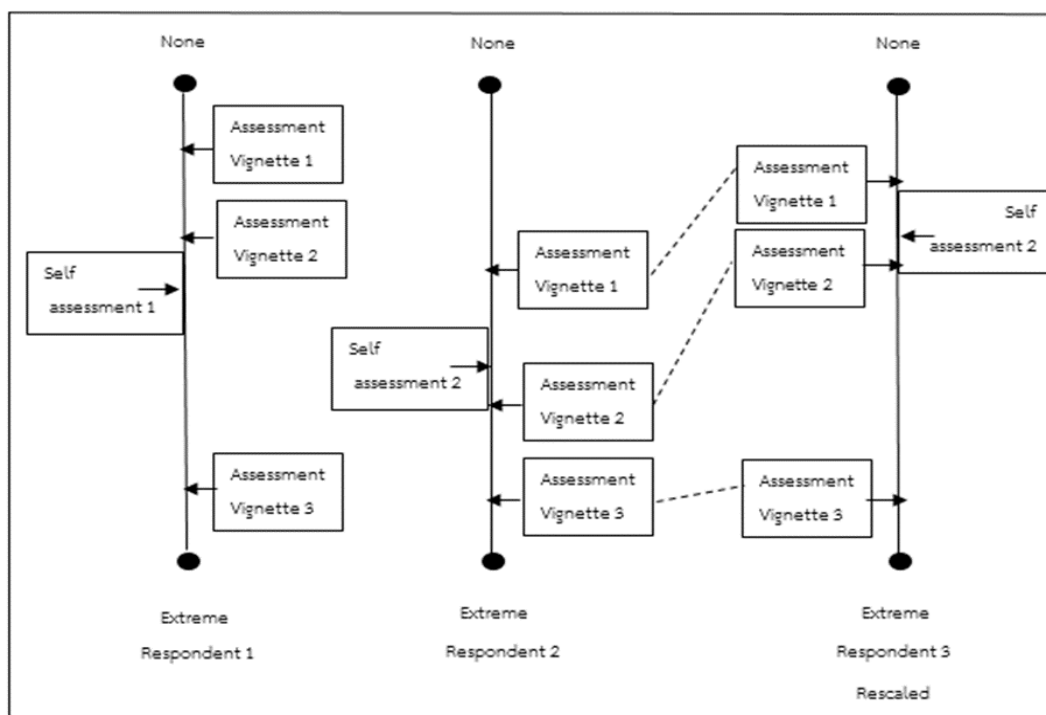 None
None
None
Assessment
Vignette 1
Assessment
Vignette 2
Self
assessment 1
Assessment
Vignette 3
Assessment
Vignette 1
Self
assessment 2
Assessment
Vignette 2
Assessment
Vignette 3
Assessment
Vignette 1
Self
assessment 2
Assessment
Vignette 2
Assessment
Vignette 3
Extreme
Respondent 1
Extreme
Respondent 2
Extreme
Respondent 3
Rescaled